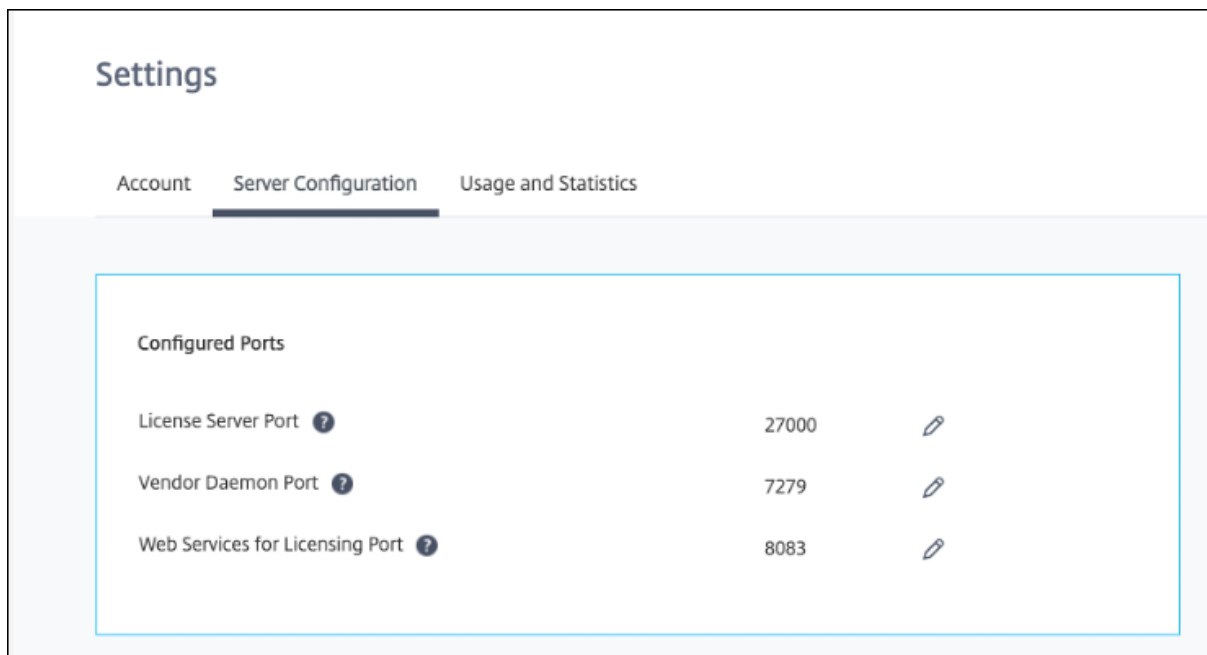 Settings
Account Server Configuration Usage and Statistics
Configured Ports
License Server Port ? 27000
Vendor Daemon Port ? 7279
Web Services for Licensing Port ? 8083